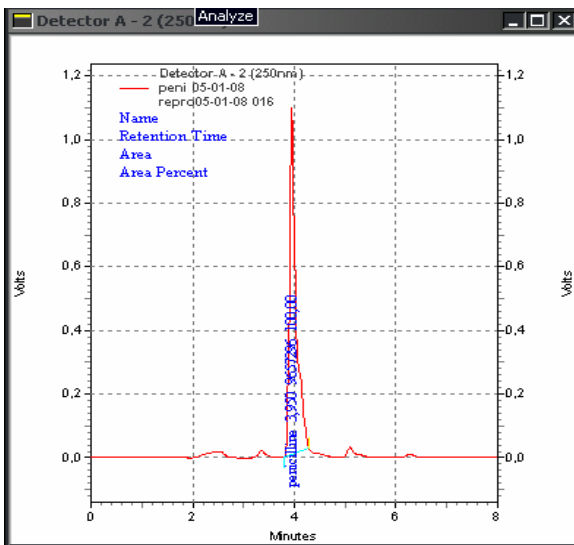 Detector A - 2 (250
Analyze
Detector A - 2 (250nm)
peni 05-01-08
repro05-01-08 016
Name
Retention Time
Area
Area Percent
1,2
1,0
0,8
0,6
0,4
0,2
0,0
Volts
1,2
1,0
0,8
0,6
0,4
0,2
0,0
Volts
penicilline 3,950 100,00
0 2 4 6 8
Minutes